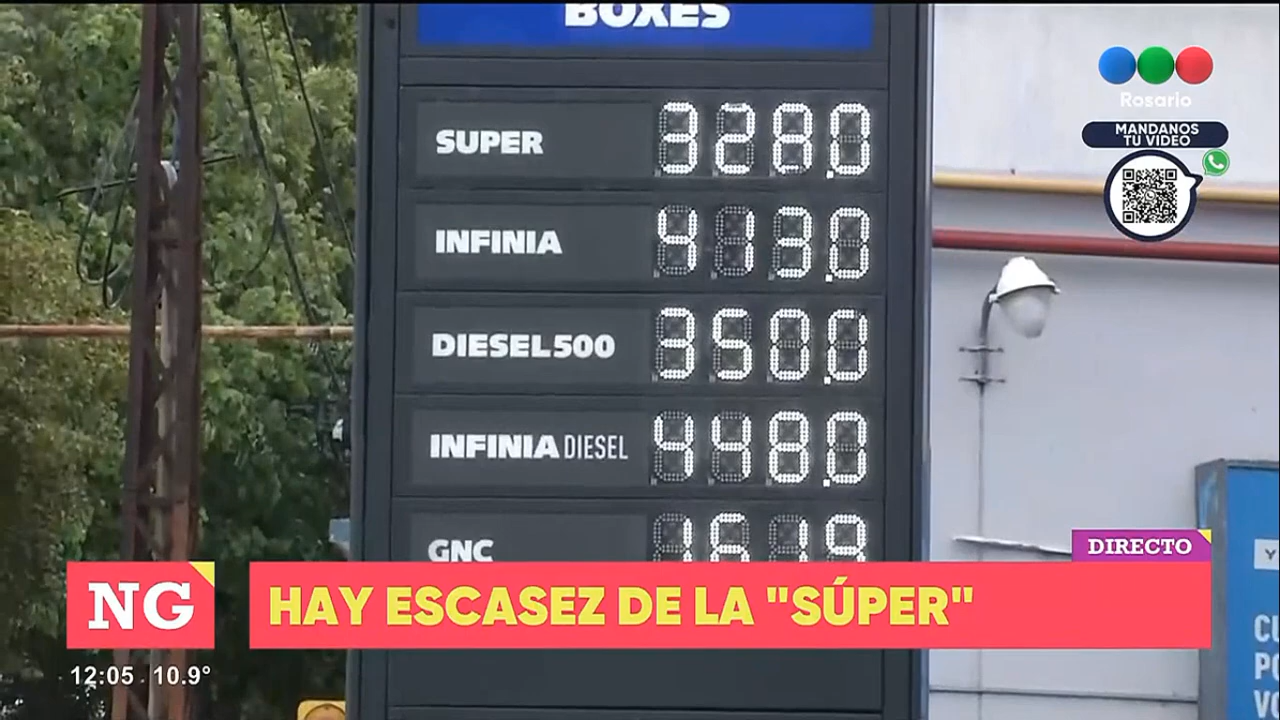 BOXES
SUPER 328.0
INFINIA 413.0
DIESEL500 350.0
INFINIA DIESEL 448.0
GNC 1619
Rosario
MANDANOS
TU VIDEO
DIRECTO
NG
HAY ESCASEZ DE LA "SÚPER"
12:05 10.9°